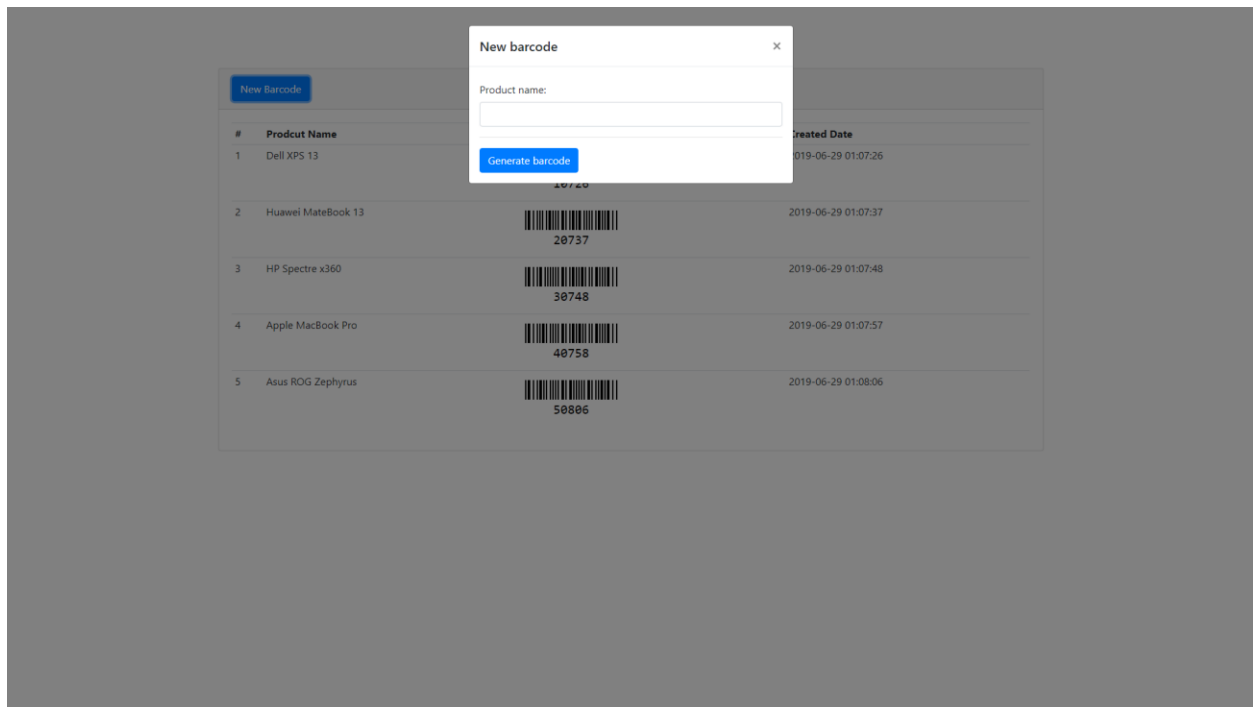 New barcode ×
Product name:
Generate barcode
New Barcode
# Prodcut Name
1 Dell XPS 13 2019-06-29 01:07:26
10726
2 Huawei MateBook 13 2019-06-29 01:07:37
20737
3 HP Spectre x360 2019-06-29 01:07:48
30748
4 Apple MacBook Pro 2019-06-29 01:07:57
40758
5 Asus ROG Zephyrus 2019-06-29 01:08:06
50806